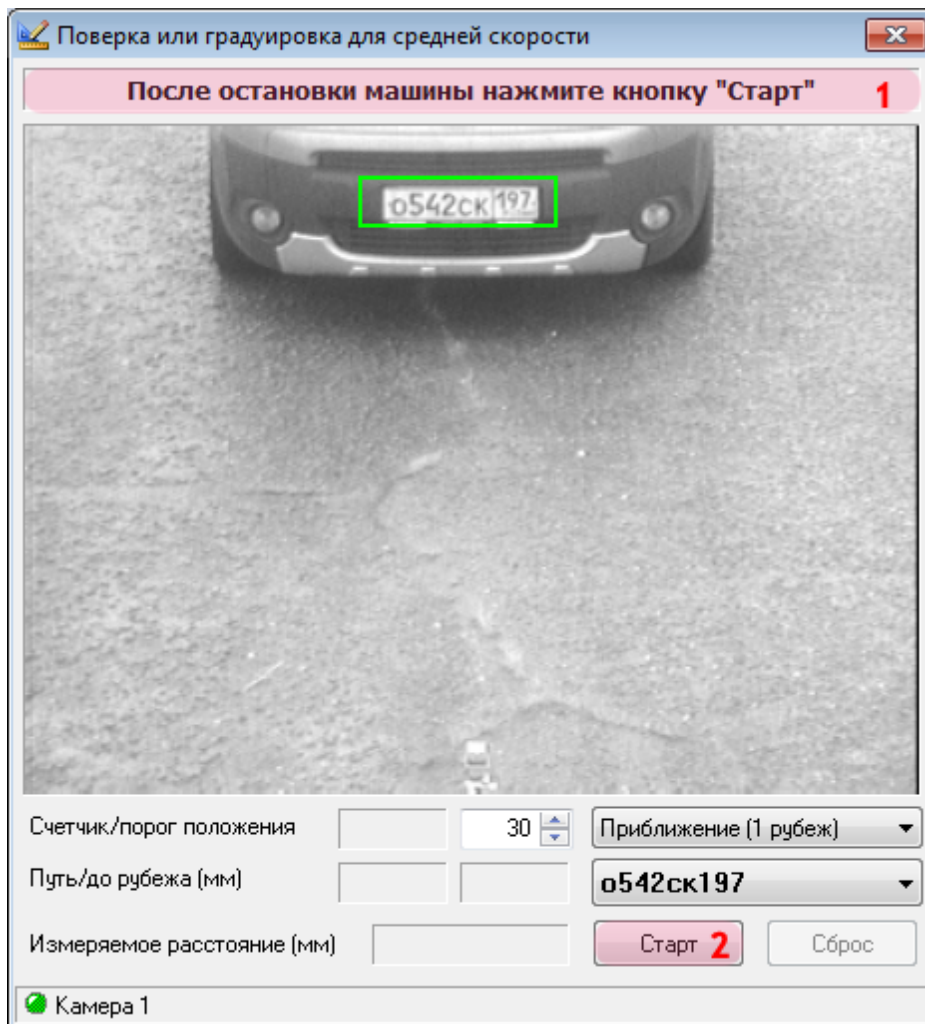 Поверка или градуировка для средней скорости
После остановки машины нажмите кнопку "Старт" 1
о542ск 197
Счетчик/порог положения 30 Приближение (1 рубеж)
Путь/до рубежа (мм) о542ск197
Измеряемое расстояние (мм) Старт 2 Сброс
Камера 1